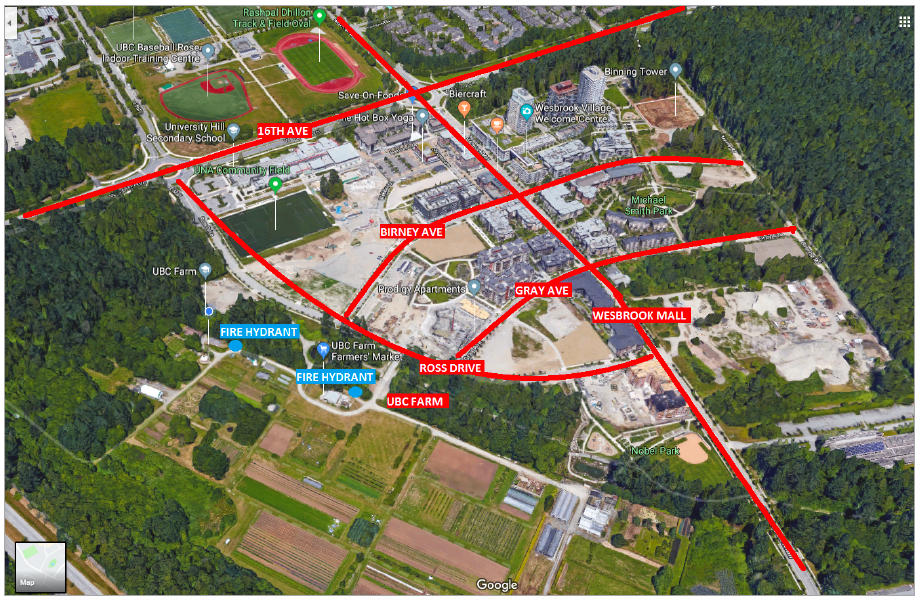 Rashpal Dhillon
Track & Field Oval
UBC Baseball Rose
Indoor Training Centre
Binning Tower
Save-On-Foods
Biercraft
Wesbrook Village
Welcome Centre
The Hot Box Yoga
University Hill
Secondary School
16TH AVE
UNA Community Field
Michael
Smith Park
BIRNEY AVE
UBC Farm
Prodigy Apartments
GRAY AVE
WESBROOK MALL
FIRE HYDRANT
UBC Farm
Farmers' Market
ROSS DRIVE
FIRE HYDRANT
UBC FARM
Nobel Park
Map
Google